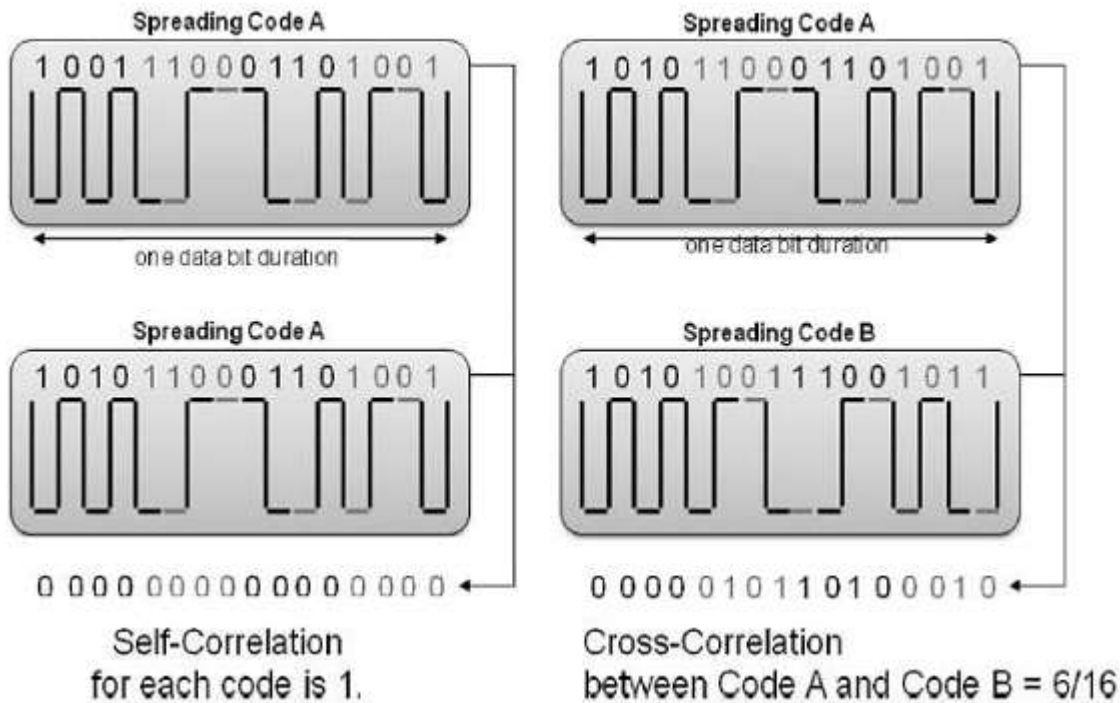 Spreading Code A
1 0 0 1 1 1 0 0 0 1 1 0 1 0 0 1
one data bit duration
Spreading Code A
1 0 1 0 1 1 0 0 0 1 1 0 1 0 0 1
0 0 0 0 0 0 0 0 0 0 0 0 0 0 0 0
Self-Correlation
for each code is 1.
Spreading Code A
1 0 1 0 1 1 0 0 0 1 1 0 1 0 0 1
one data bit duration
Spreading Code B
1 0 1 0 1 0 0 1 1 1 0 0 1 0 1 1
0 0 0 0 0 1 0 1 1 0 1 0 0 0 1 0
Cross-Correlation
between Code A and Code B = 6/16